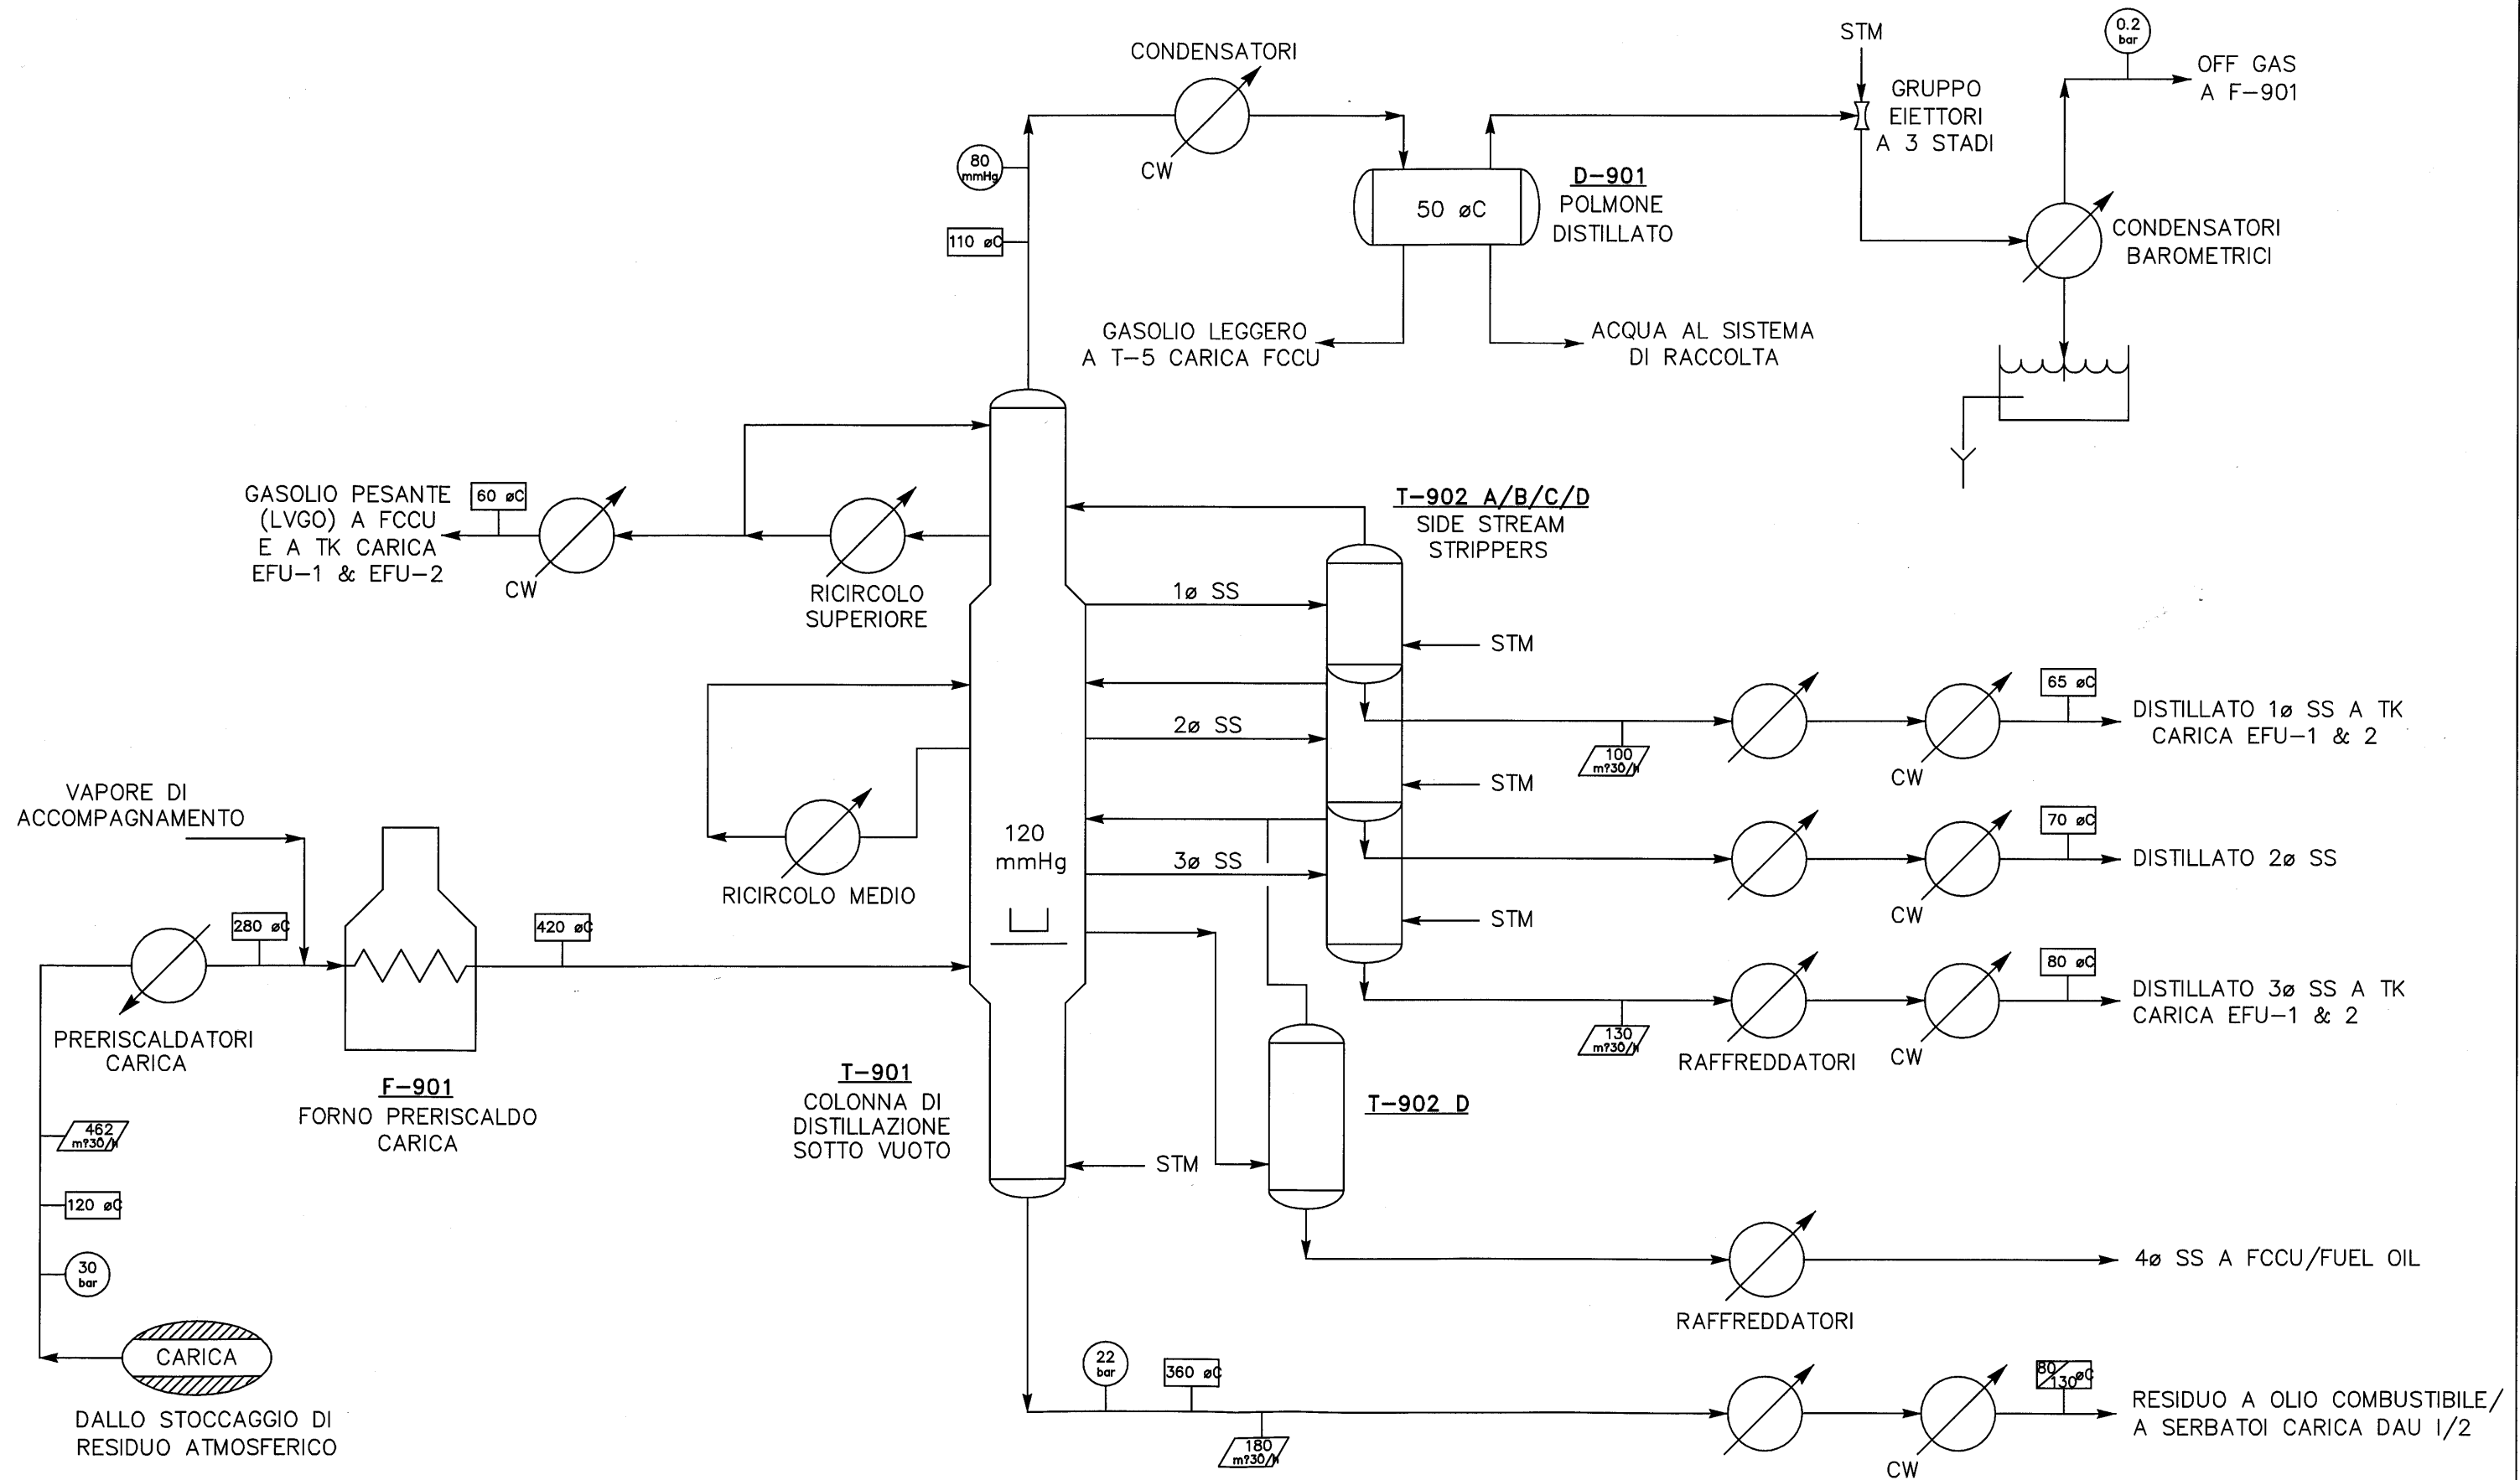 CONDENSATORI
CW
80
mmHg
110 øC
D-901
POLMONE
DISTILLATO
50 øC
STM
GRUPPO
EIETTORI
A 3 STADI
0.2
bar
OFF GAS
A F-901
CONDENSATORI
BAROMETRICI
GASOLIO LEGGERO
A T-5 CARICA FCCU
ACQUA AL SISTEMA
DI RACCOLTA
GASOLIO PESANTE
(LVGO) A FCCU
E A TK CARICA
EFU-1 & EFU-2
60 øC
CW
RICIRCOLO
SUPERIORE
T-902 A/B/C/D
SIDE STREAM
STRIPPERS
1ø SS
STM
2ø SS
STM
3ø SS
STM
65 øC
100
m?3Ó/h
CW
DISTILLATO 1ø SS A TK
CARICA EFU-1 & 2
70 øC
CW
DISTILLATO 2ø SS
80 øC
130
m?3Ó/h
RAFFREDDATORI
CW
DISTILLATO 3ø SS A TK
CARICA EFU-1 & 2
VAPORE DI
ACCOMPAGNAMENTO
RICIRCOLO MEDIO
120
mmHg
280 øC
420 øC
PRERISCALDATORI
CARICA
F-901
FORNO PRERISCALDO
CARICA
T-901
COLONNA DI
DISTILLAZIONE
SOTTO VUOTO
STM
T-902 D
462
m?3Ó/h
120 øC
30
bar
CARICA
DALLO STOCCAGGIO DI
RESIDUO ATMOSFERICO
RAFFREDDATORI
4ø SS A FCCU/FUEL OIL
22
bar
360 øC
180
m?3Ó/h
CW
80/130øC
RESIDUO A OLIO COMBUSTIBILE/
A SERBATOI CARICA DAU 1/2